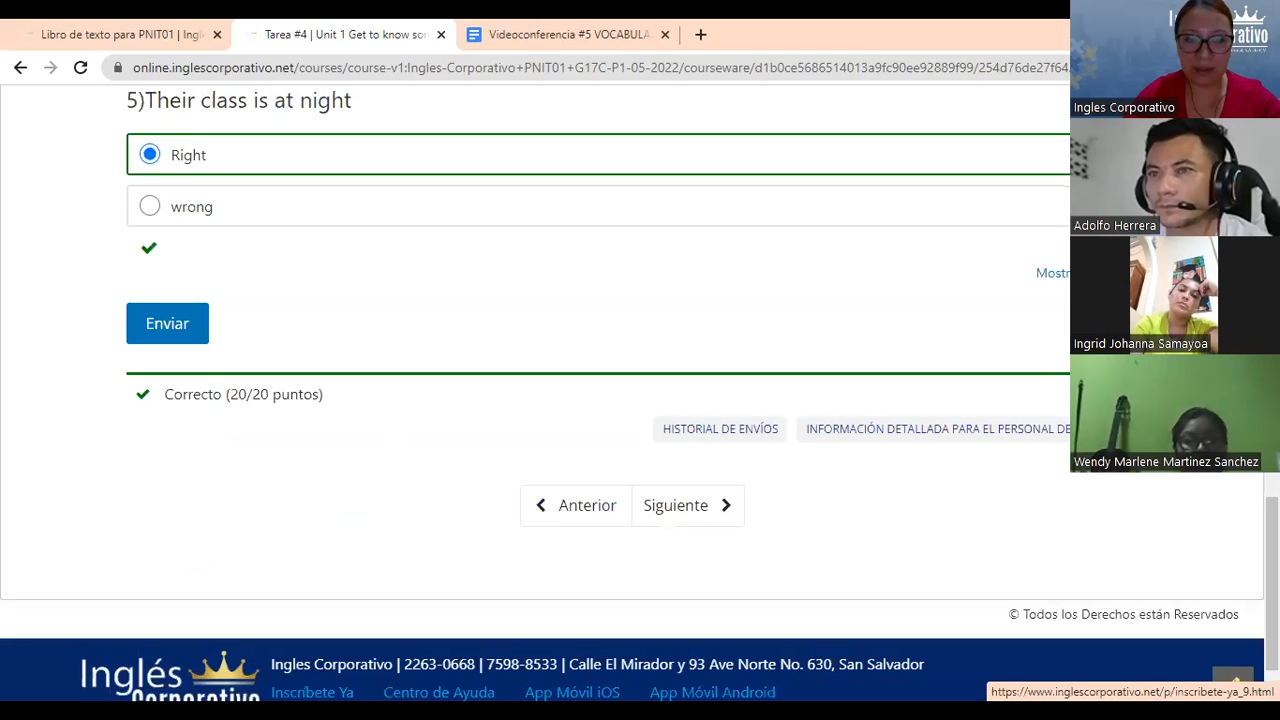 Libro de texto para PNIT01 | Ingl
Tarea #4 | Unit 1 Get to know som
Videoconferencia #5 VOCABULA
online.inglescorporativo.net/courses/course-v1:Ingles-Corporativo+PNIT01+G17C-P1-05-2022/courseware/d1b0ce5686514013a9fc90ee92889f99/254d76de27f64
5)Their class is at night
Right
wrong
Mostr
Enviar
Correcto (20/20 puntos)
HISTORIAL DE ENVÍOS
INFORMACIÓN DETALLADA PARA EL PERSONAL DE
Anterior
Siguiente
© Todos los Derechos están Reservados
Inglés Corporativo
Ingles Corporativo | 2263-0668 | 7598-8533 | Calle El Mirador y 93 Ave Norte No. 630, San Salvador
Inscríbete Ya
Centro de Ayuda
App Móvil iOS
App Móvil Android
https://www.inglescorporativo.net/p/inscribete-ya_9.html
Ingles Corporativo
Adolfo Herrera
Ingrid Johanna Samayoa
Wendy Marlene Martinez Sanchez